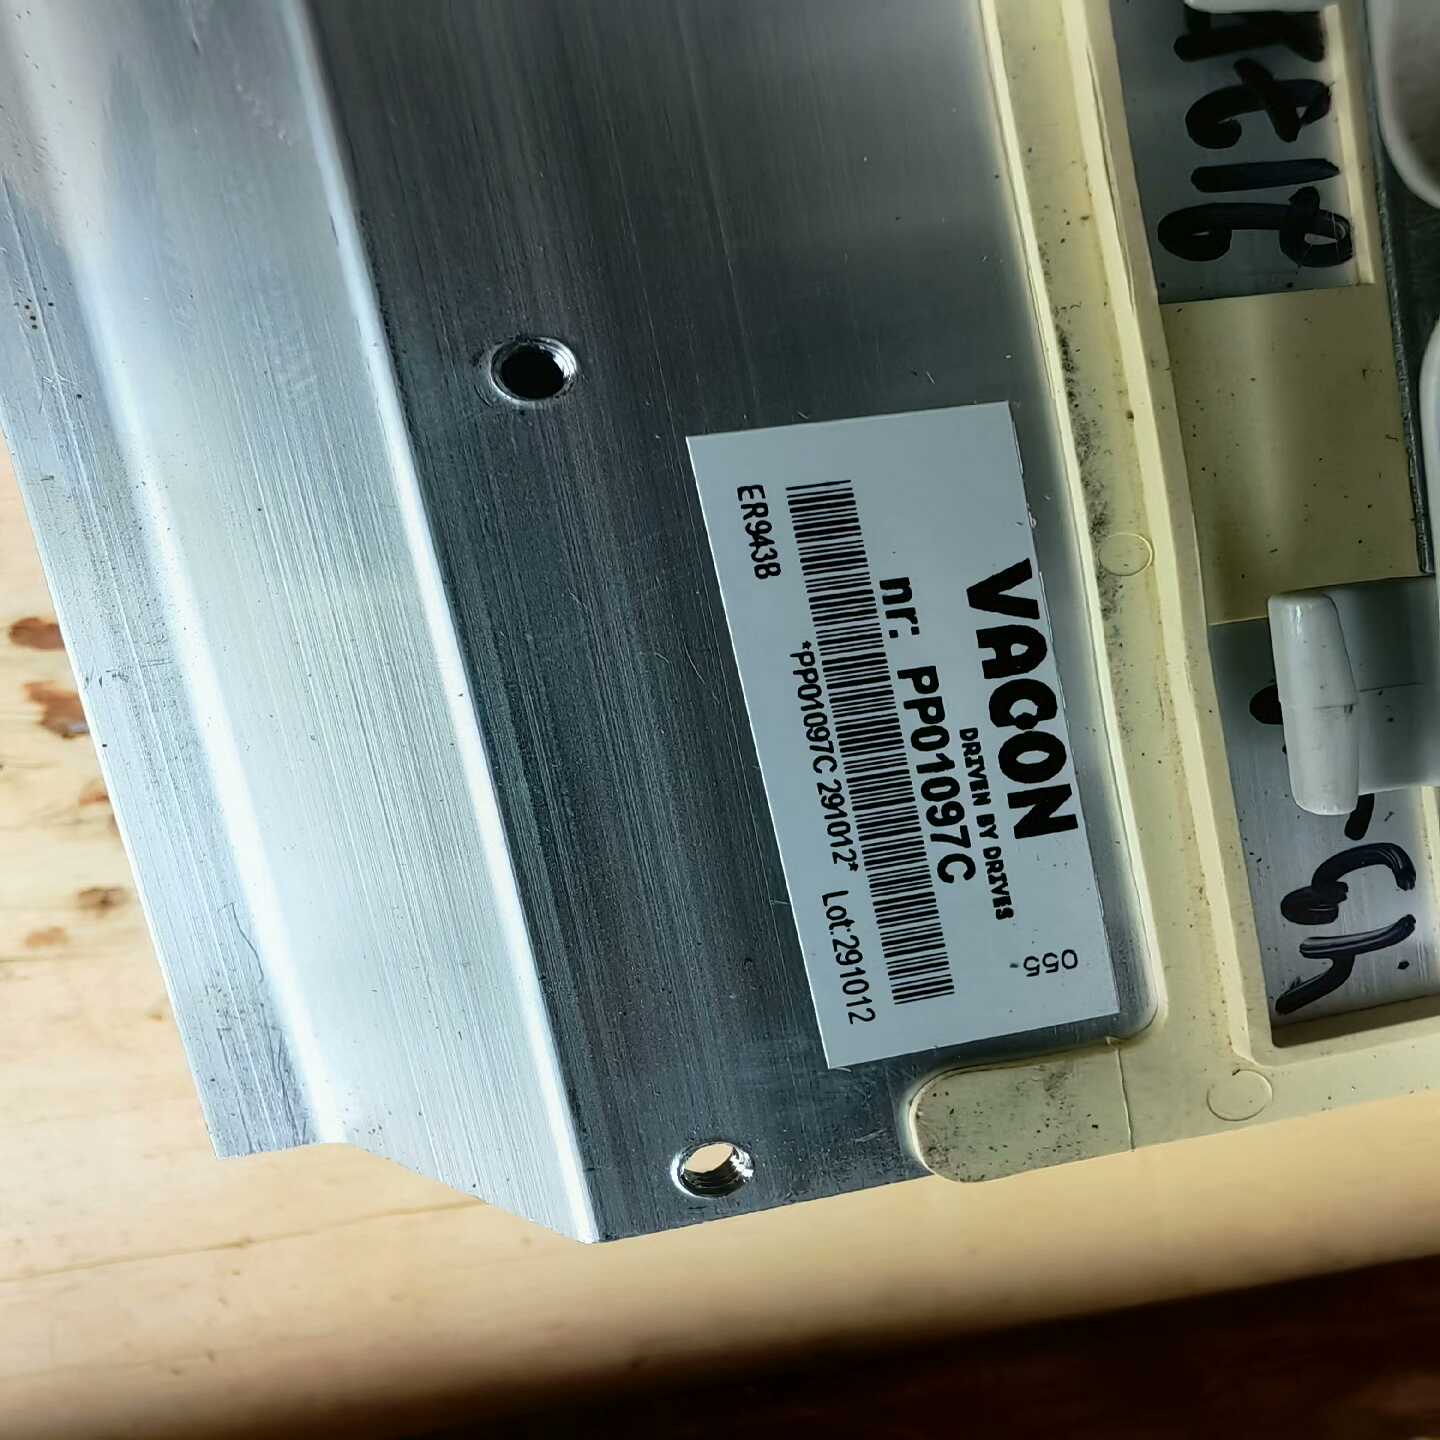 VACON
DRIVEN BY DRIVES
055
nr: PP01097C
*PP01097C 291012* Lot:291012
ER943B